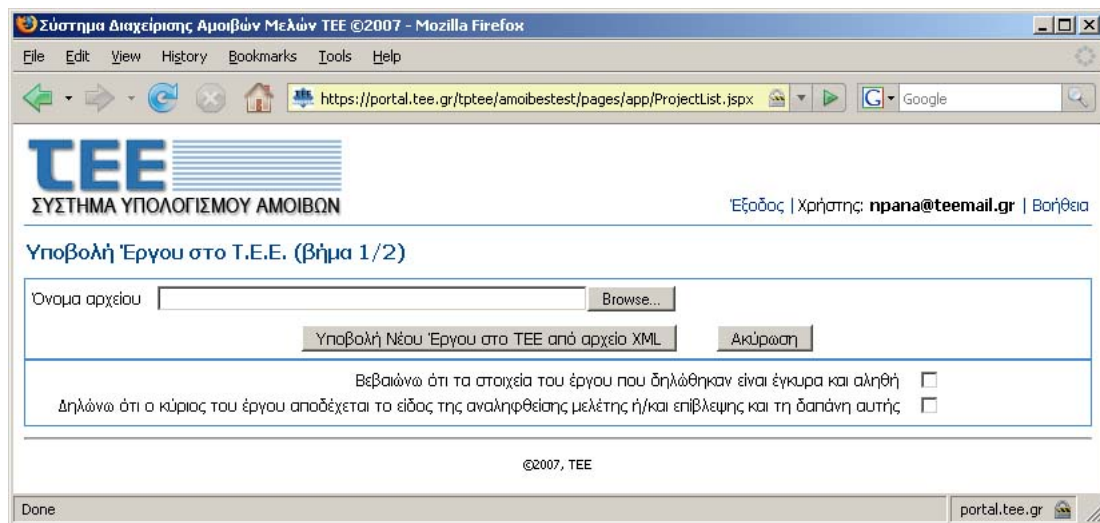 Σύστημα Διαχείρισης Αμοιβών Μελών ΤΕΕ ©2007 - Mozilla Firefox
File Edit View History Bookmarks Tools Help
https://portal.tee.gr/tptee/amoibestest/pages/app/ProjectList.jspx G Google
ΤΕΕ
ΣΥΣΤΗΜΑ ΥΠΟΛΟΓΙΣΜΟΥ ΑΜΟΙΒΩΝ
Έξοδος | Χρήστης: npana@teemail.gr | Βοήθεια
Υποβολή Έργου στο Τ.Ε.Ε. (βήμα 1/2)
Όνομα αρχείου Browse...
Υποβολή Νέου Έργου στο ΤΕΕ από αρχείο XML Ακύρωση
Βεβαιώνω ότι τα στοιχεία του έργου που δηλώθηκαν είναι έγκυρα και αληθή
Δηλώνω ότι ο κύριος του έργου αποδέχεται το είδος της αναληφθείσης μελέτης ή/και επίβλεψης και τη δαπάνη αυτής
©2007, TEE
Done portal.tee.gr